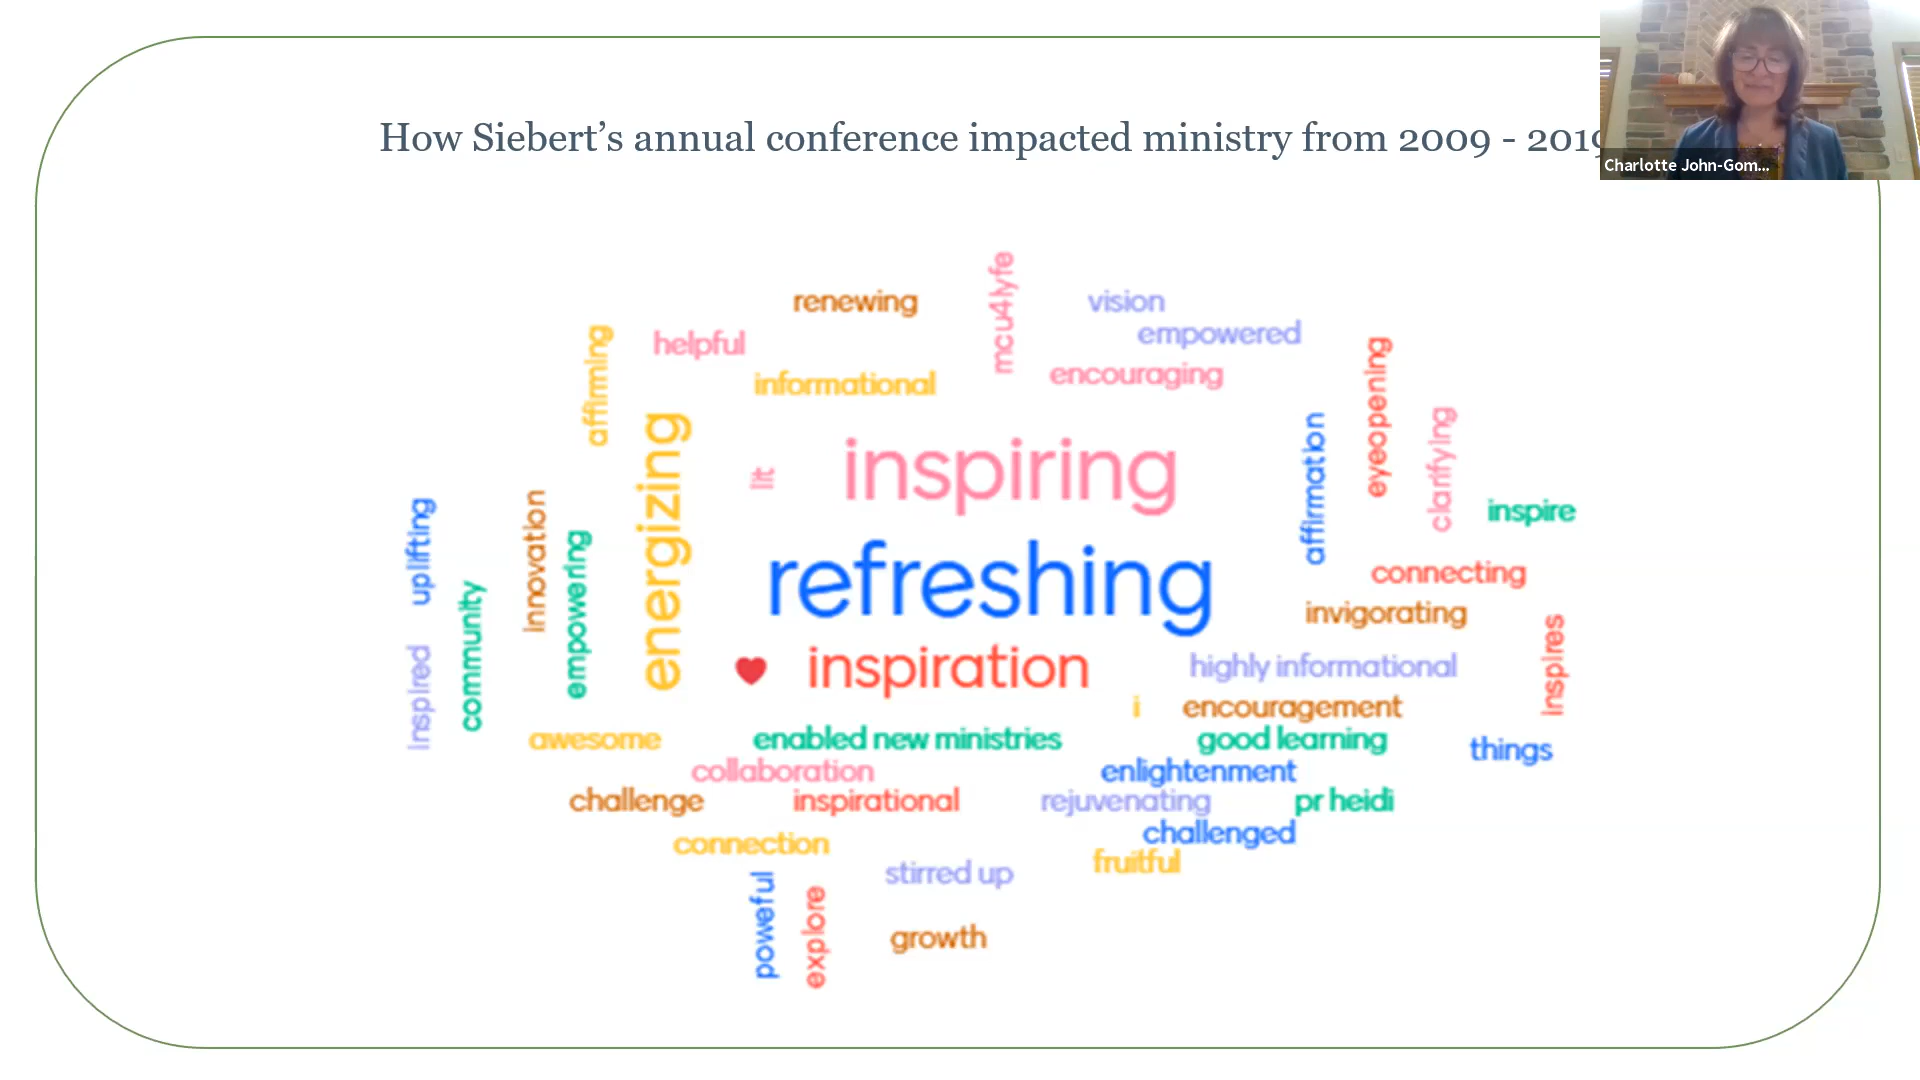 How Siebert's annual conference impacted ministry from 2009 - 2019
Charlotte John-Gom...
mcu4lyfe
renewing
vision
empowered
helpful
affirming
informational
encouraging
eyeopening
clarifying
affirmation
energizing
lit
inspiring
inspire
uplifting
innovation
empowering
refreshing
connecting
invigorating
community
inspired
inspiration
highly informational
inspires
i
encouragement
awesome
enabled new ministries
good learning
things
collaboration
enlightenment
challenge
inspirational
rejuvenating
pr heidi
challenged
connection
fruitful
stirred up
poweful
explore
growth